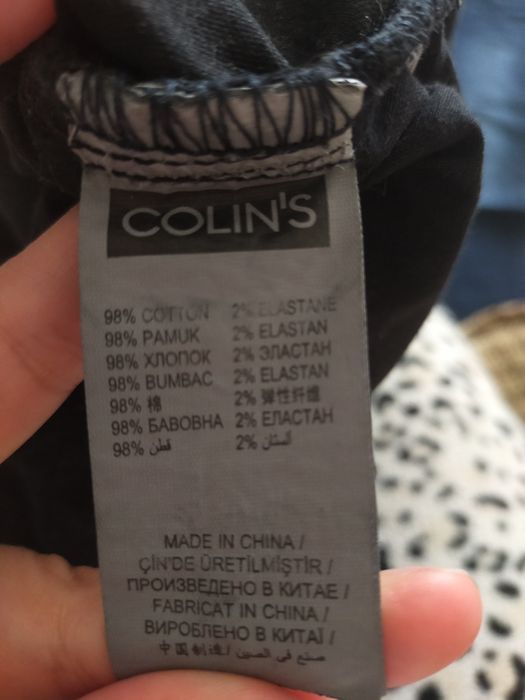 COLIN'S
98% COTTON 2% ELASTANE
98% PAMUK 2% ELASTAN
98% ХЛОПОК 2% ЭЛАСТАН
98% BUMBAC 2% ELASTAN
98% 棉 2% 弹性纤维
98% БАВОВНА 2% ЕЛАСТАН
98% قطن 2% ألستان
MADE IN CHINA /
ÇİN'DE ÜRETİLMİŞTİR /
ПРОИЗВЕДЕНО В КИТАЕ /
FABRICAT IN CHINA /
ВИРОБЛЕНО В КИТАЇ /
中国制造 / صنع في الصين